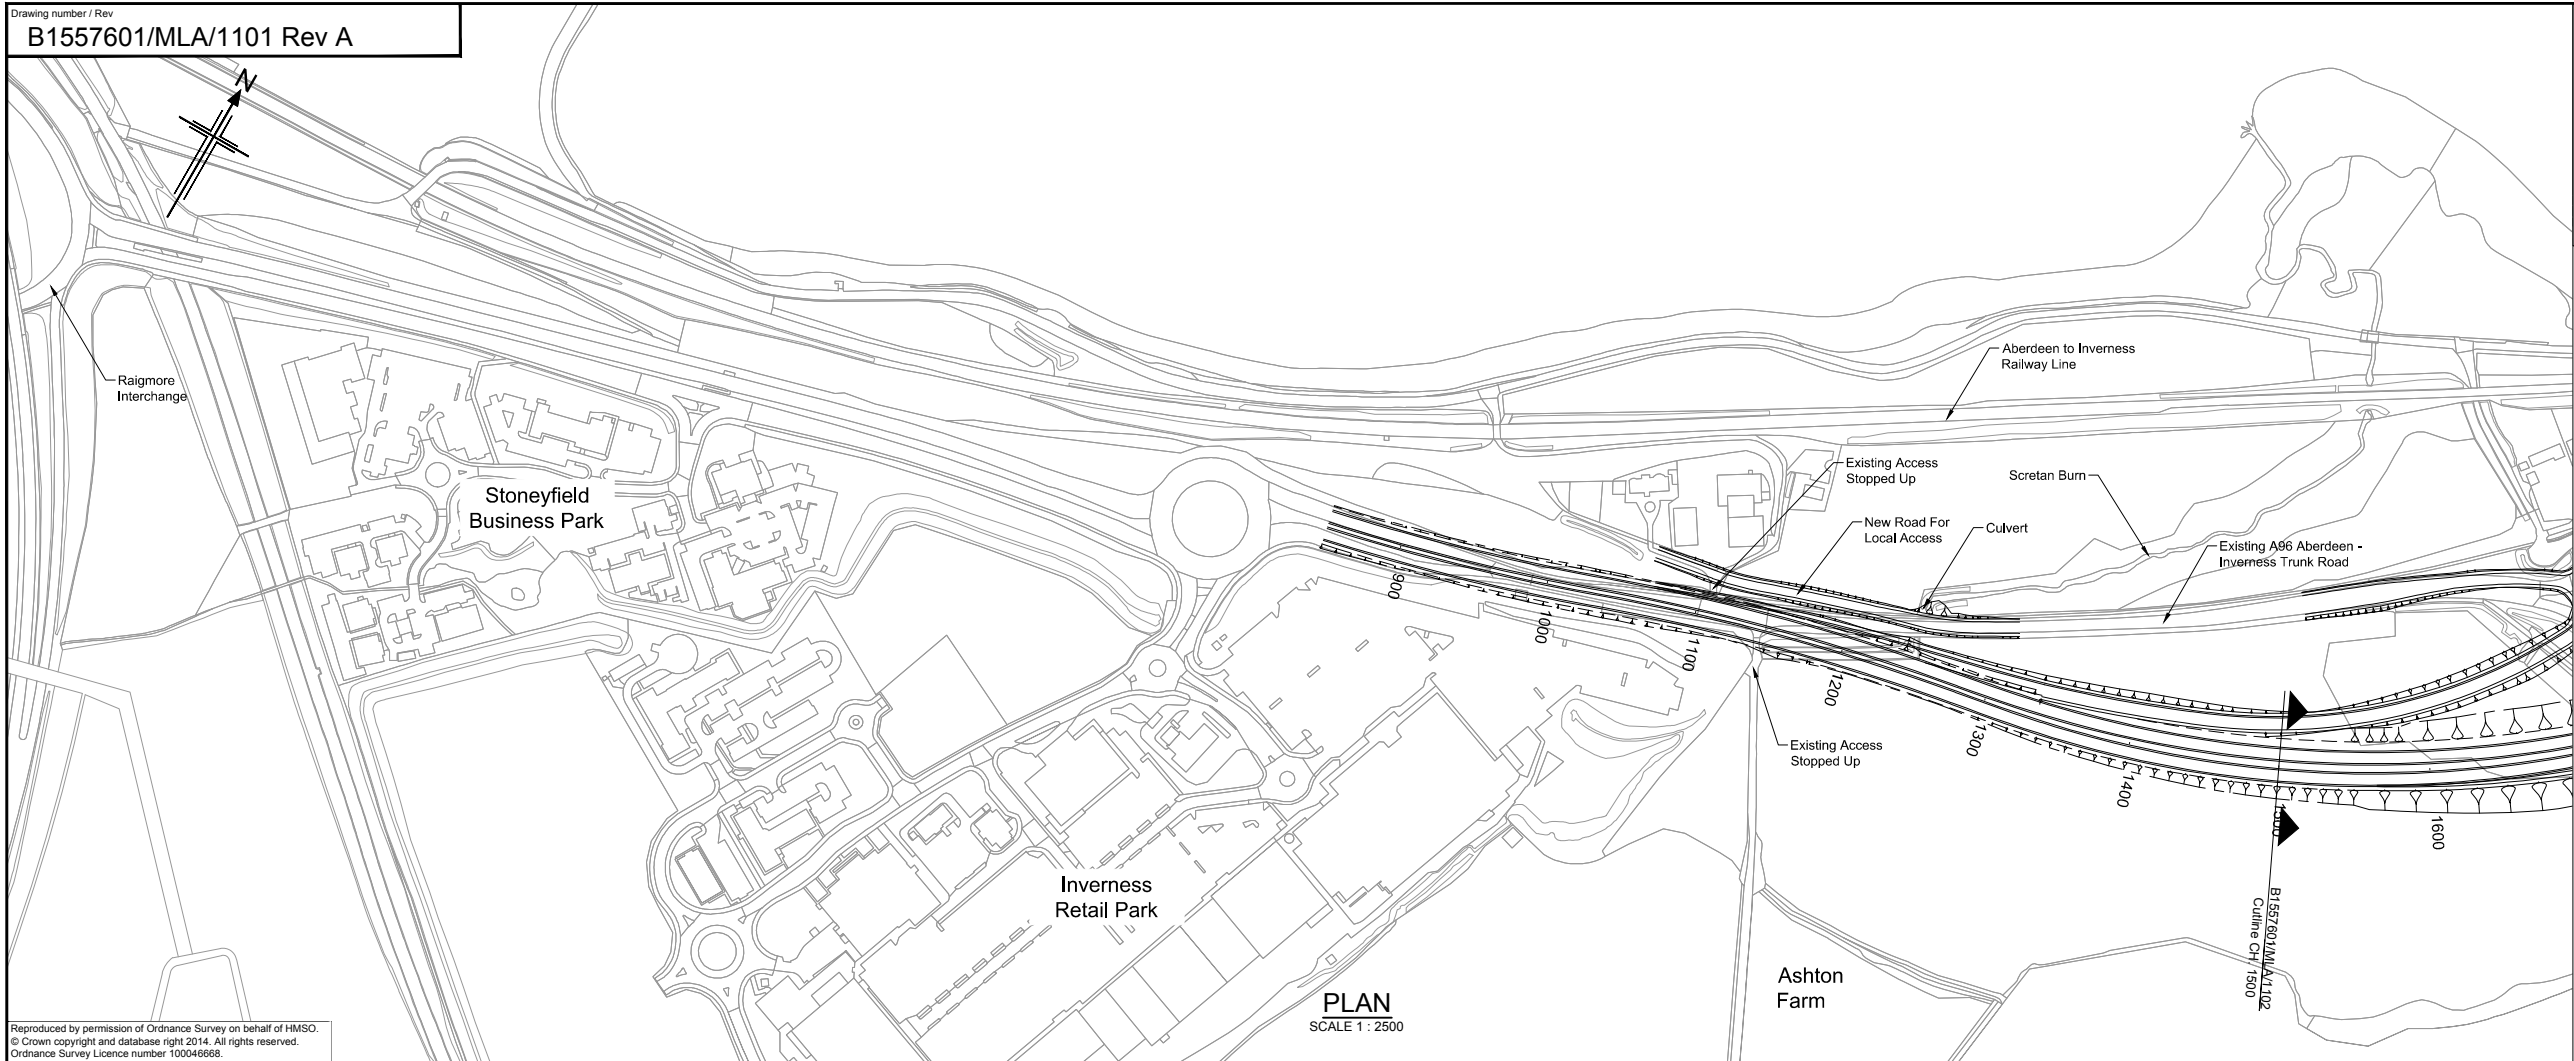 Drawing number / Rev
B1557601/MLA/1101 Rev A
N
Raigmore
Interchange
Stoneyfield
Business Park
Aberdeen to Inverness
Railway Line
Existing Access
Stopped Up
Scretan Burn
New Road For
Local Access
Culvert
Existing A96 Aberdeen -
Inverness Trunk Road
900
1000
1100
1200
1300
1400
1500
1600
Existing Access
Stopped Up
Inverness
Retail Park
Ashton
Farm
B1557601/MLA/1102
Cutline CH 1500
PLAN
SCALE 1 : 2500
Reproduced by permission of Ordnance Survey on behalf of HMSO.
© Crown copyright and database right 2014. All rights reserved.
Ordnance Survey Licence number 100046668.